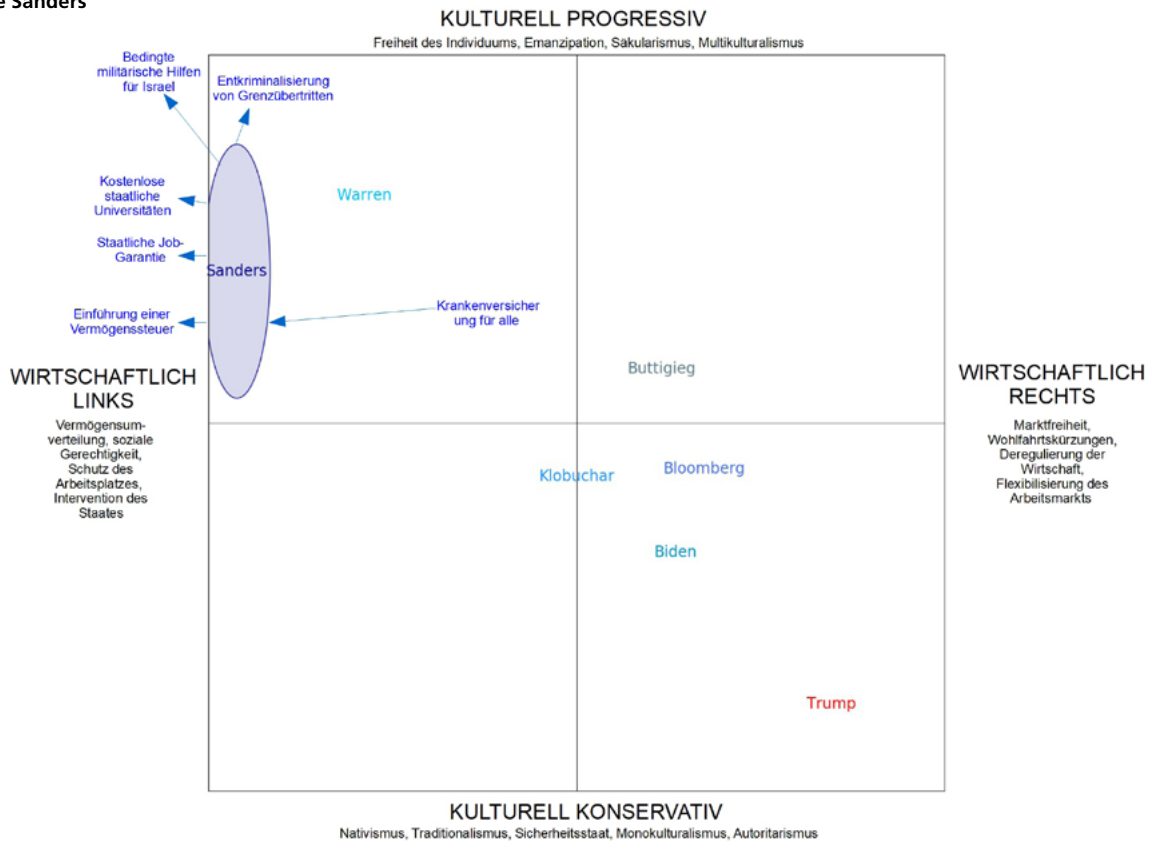 e Sanders
KULTURELL PROGRESSIV
Freiheit des Individuums, Emanzipation, Säkularismus, Multikulturalismus
Bedingte
militärische Hilfen
für Israel
Entkriminalisierung
von Grenzübertritten
Kostenlose
staatliche
Universitäten
Warren
Staatliche Job-
Garantie
Sanders
Einführung einer
Vermögenssteuer
Krankenversicher
ung für alle
Buttigieg
WIRTSCHAFTLICH
LINKS
Vermögensum-
verteilung, soziale
Gerechtigkeit,
Schutz des
Arbeitsplatzes,
Intervention des
Staates
WIRTSCHAFTLICH
RECHTS
Marktfreiheit,
Wohlfahrtskürzungen,
Deregulierung der
Wirtschaft,
Flexibilisierung des
Arbeitsmarkts
Klobuchar
Bloomberg
Biden
Trump
KULTURELL KONSERVATIV
Nativismus, Traditionalismus, Sicherheitsstaat, Monokulturalismus, Autoritarismus